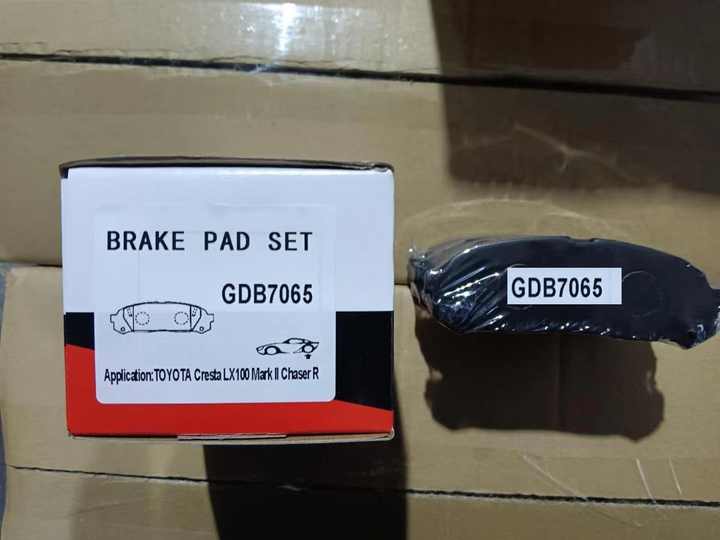 BRAKE PAD SET
GDB7065
Application:TOYOTA Cresta LX100 Mark II Chaser R
GDB7065